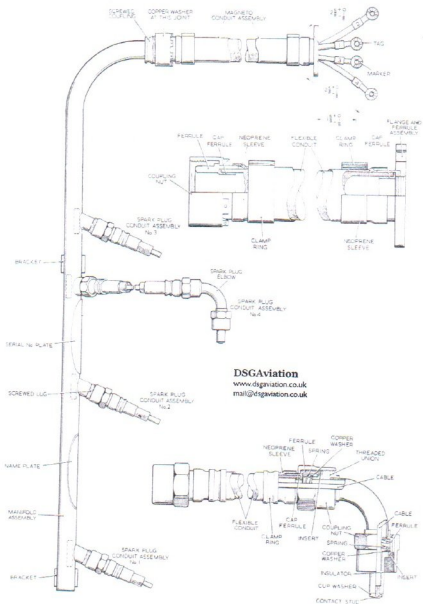 SCREWED
COUPLING
COPPER WASHER
AT THIS JOINT
MAGNETO
CONDUIT ASSEMBLY
TAG
MARKER
FERRULE
CAP
FERRULE
NEOPRENE
SLEEVE
FLEXIBLE
CONDUIT
CLAMP
RING
CAP
FERRULE
FLANGE AND
FERRULE
ASSEMBLY
COUPLING
NUT
CLAMP
RING
NEOPRENE
SLEEVE
SPARK PLUG
CONDUIT
ASSEMBLY
No 3
BRACKET
SPARK PLUG
ELBOW
SPARK PLUG
CONDUIT ASSEMBLY
No 4
SERIAL No PLATE
DSGAviation
www.dsgaviation.co.uk
mail@dsgaviation.co.uk
SCREWED LUG
SPARK PLUG
CONDUIT ASSEMBLY
No 2
NAME PLATE
FERRULE
NEOPRENE
SLEEVE
SPRING
COPPER
WASHER
THREADED
UNION
CABLE
MANIFOLD
ASSEMBLY
FLEXIBLE
CONDUIT
CLAMP
RING
CAP
FERRULE
INSERT
COUPLING
NUT
SPRING
COPPER
WASHER
INSULATOR
CUP WASHER
CONTACT STUD
CABLE
FERRULE
INSERT
SPARK PLUG
CONDUIT ASSEMBLY
No 1
BRACKET